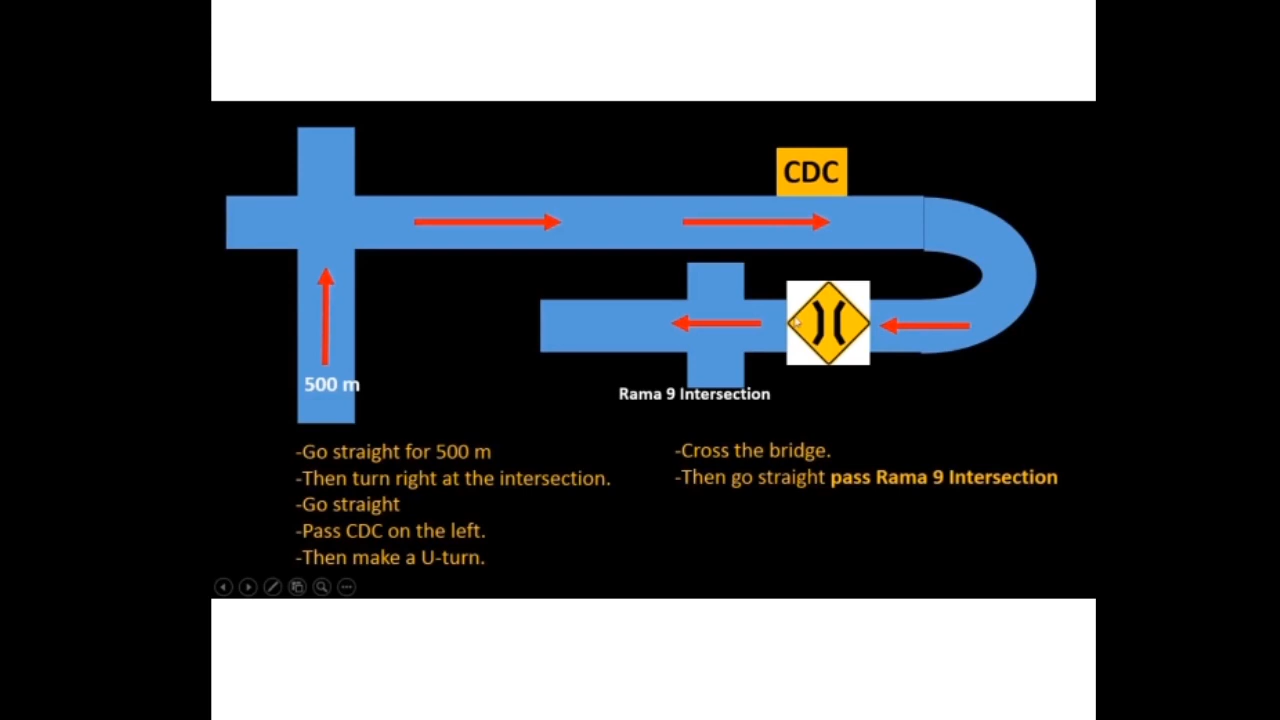 CDC
500 m
Rama 9 Intersection
-Go straight for 500 m
-Then turn right at the intersection.
-Go straight
-Pass CDC on the left.
-Then make a U-turn.
-Cross the bridge.
-Then go straight pass Rama 9 Intersection